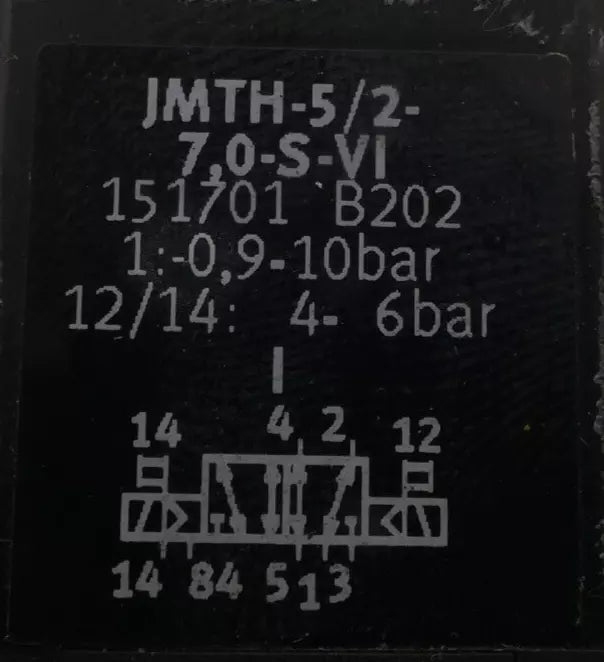 JMTH-5/2-
7,0-S-VI
151701 B202
1:-0,9-10bar
12/14: 4- 6bar
14 4 2 12
14 84 5 1 3